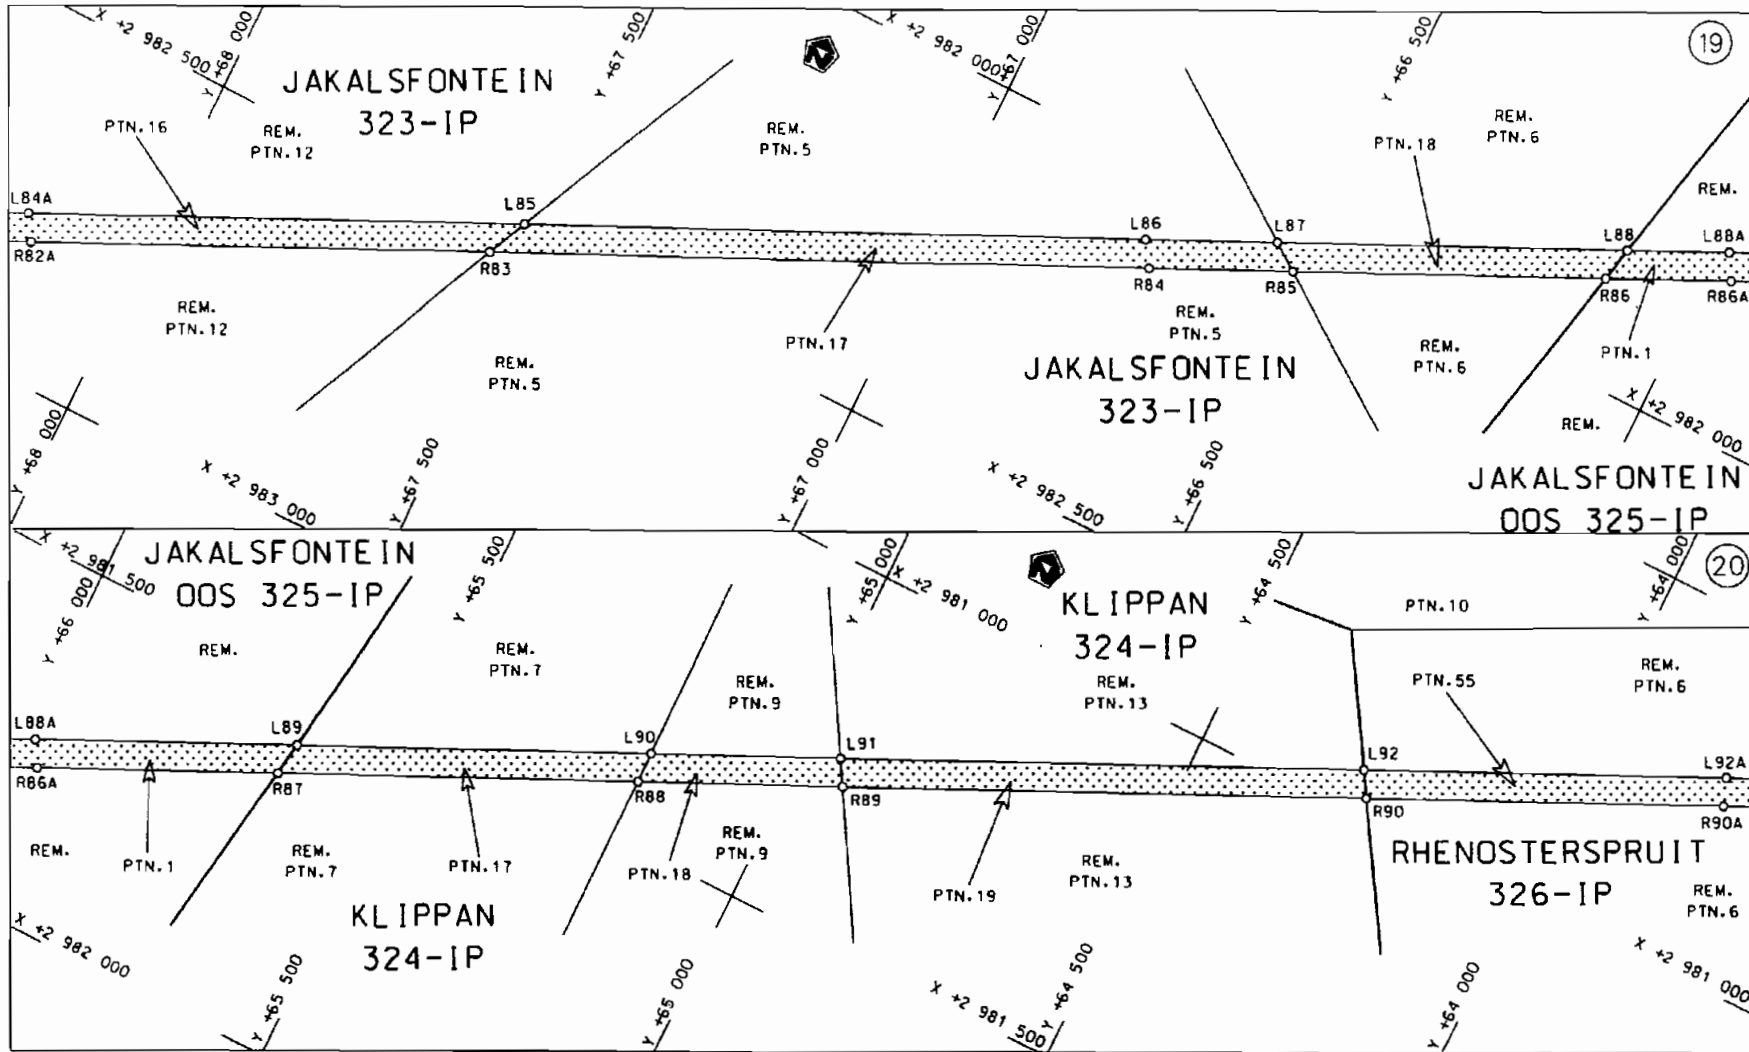 X +2 982 500
Y +68 000
Y +67 500
X +2 982 000
Y +67 000
Y +66 500
19
JAKALSFONTEIN
323-IP
PTN.16
REM.
PTN.12
REM.
PTN.5
PTN.18
REM.
PTN.6
REM.
L84A
L85
L86
L87
L88
L88A
R82A
R83
R84
R85
R86
R86A
REM.
PTN.12
REM.
PTN.5
PTN.17
REM.
PTN.5
REM.
PTN.6
PTN.1
JAKALSFONTEIN
323-IP
REM.
X +2 982 000
Y +68 000
X +2 983 000
Y +67 500
Y +67 000
X +2 982 500
Y +66 500
JAKALSFONTEIN
OOS 325-IP
X +2 981 500
Y +66 000
JAKALSFONTEIN
OOS 325-IP
Y +65 500
Y +65 000
X +2 981 000
KLIPPAN
324-IP
Y +64 500
PTN.10
Y +64 000
20
REM.
REM.
PTN.7
REM.
PTN.9
REM.
PTN.13
PTN.55
REM.
PTN.6
L88A
L89
L90
L91
L92
L92A
R86A
R87
R88
R89
R90
R90A
REM.
PTN.1
REM.
PTN.7
PTN.17
PTN.18
REM.
PTN.9
PTN.19
REM.
PTN.13
RHENOSTERSPRUIT
326-IP
REM.
PTN.6
KLIPPAN
324-IP
X +2 982 000
Y +65 500
Y +65 000
X +2 981 500
Y +64 500
Y +64 000
X +2 981 000